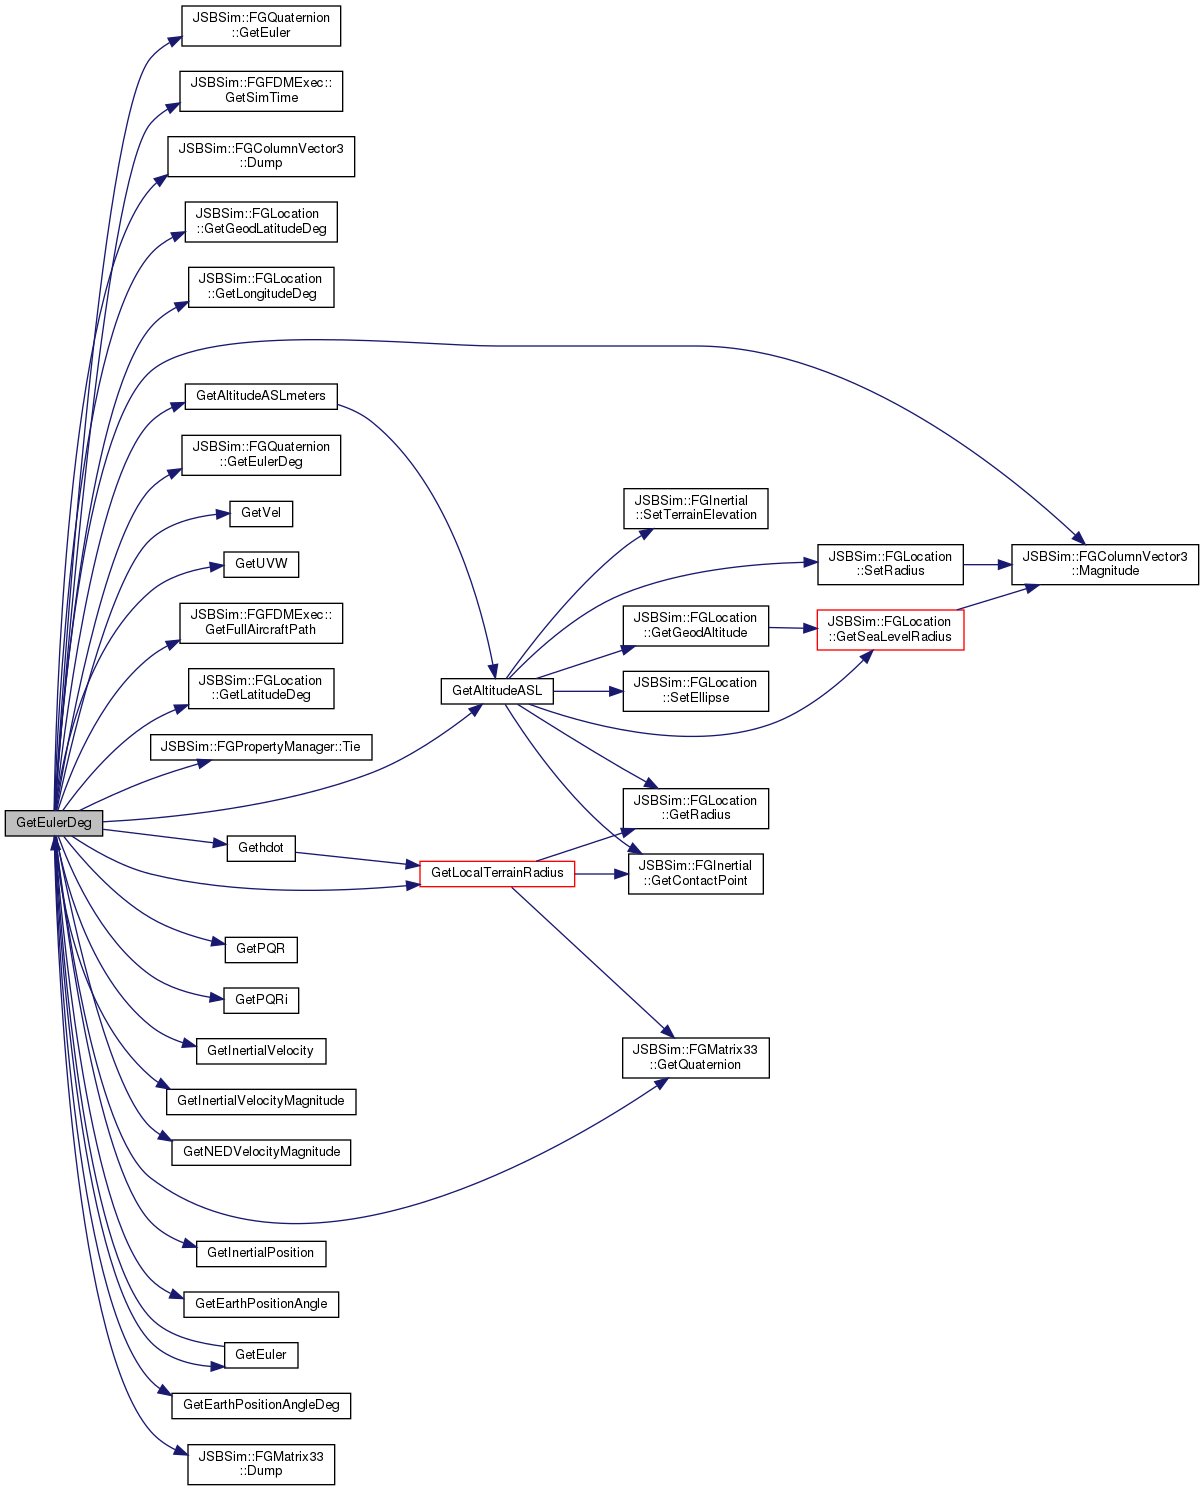 JSBSim::FGQuaternion
::GetEuler
JSBSim::FGFDMExec::
GetSimTime
JSBSim::FGColumnVector3
::Dump
JSBSim::FGLocation
::GetGeodLatitudeDeg
JSBSim::FGLocation
::GetLongitudeDeg
GetAltitudeASLmeters
JSBSim::FGQuaternion
::GetEulerDeg
GetVel
GetUVW
JSBSim::FGFDMExec::
GetFullAircraftPath
JSBSim::FGLocation
::GetLatitudeDeg
JSBSim::FGPropertyManager::Tie
GetEulerDeg
Gethdot
GetPQR
GetPQRi
GetInertialVelocity
GetInertialVelocityMagnitude
GetNEDVelocityMagnitude
GetInertialPosition
GetEarthPositionAngle
GetEuler
GetEarthPositionAngleDeg
JSBSim::FGMatrix33
::Dump
GetAltitudeASL
GetLocalTerrainRadius
JSBSim::FGInertial
::SetTerrainElevation
JSBSim::FGLocation
::GetGeodAltitude
JSBSim::FGLocation
::SetEllipse
JSBSim::FGLocation
::GetRadius
JSBSim::FGInertial
::GetContactPoint
JSBSim::FGMatrix33
::GetQuaternion
JSBSim::FGLocation
::SetRadius
JSBSim::FGLocation
::GetSeaLevelRadius
JSBSim::FGColumnVector3
::Magnitude